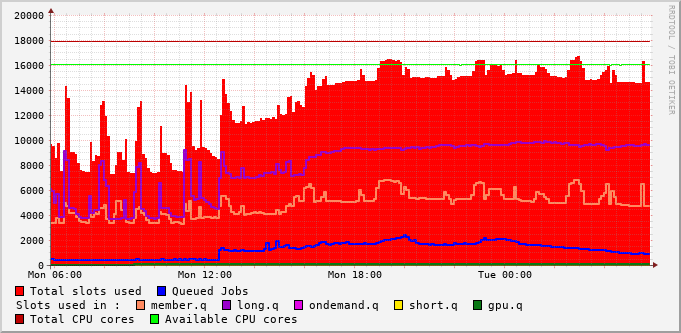 20000
18000
16000
14000
12000
10000
8000
6000
4000
2000
0
Mon 06:00 Mon 12:00 Mon 18:00 Tue 00:00
RRDTOOL / TOBI OETIKER
Total slots used Queued Jobs
Slots used in : member.q long.q ondemand.q short.q gpu.q
Total CPU cores Available CPU cores